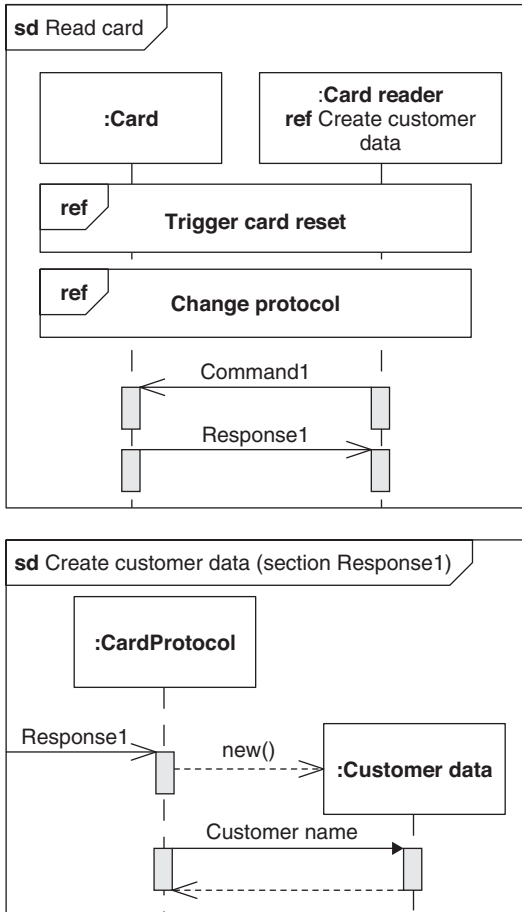 sd Read card
:Card
:Card reader
ref Create customer
data
ref
Trigger card reset
ref
Change protocol
Command1
Response1
sd Create customer data (section Response1)
:CardProtocol
Response1
new()
:Customer data
Customer name